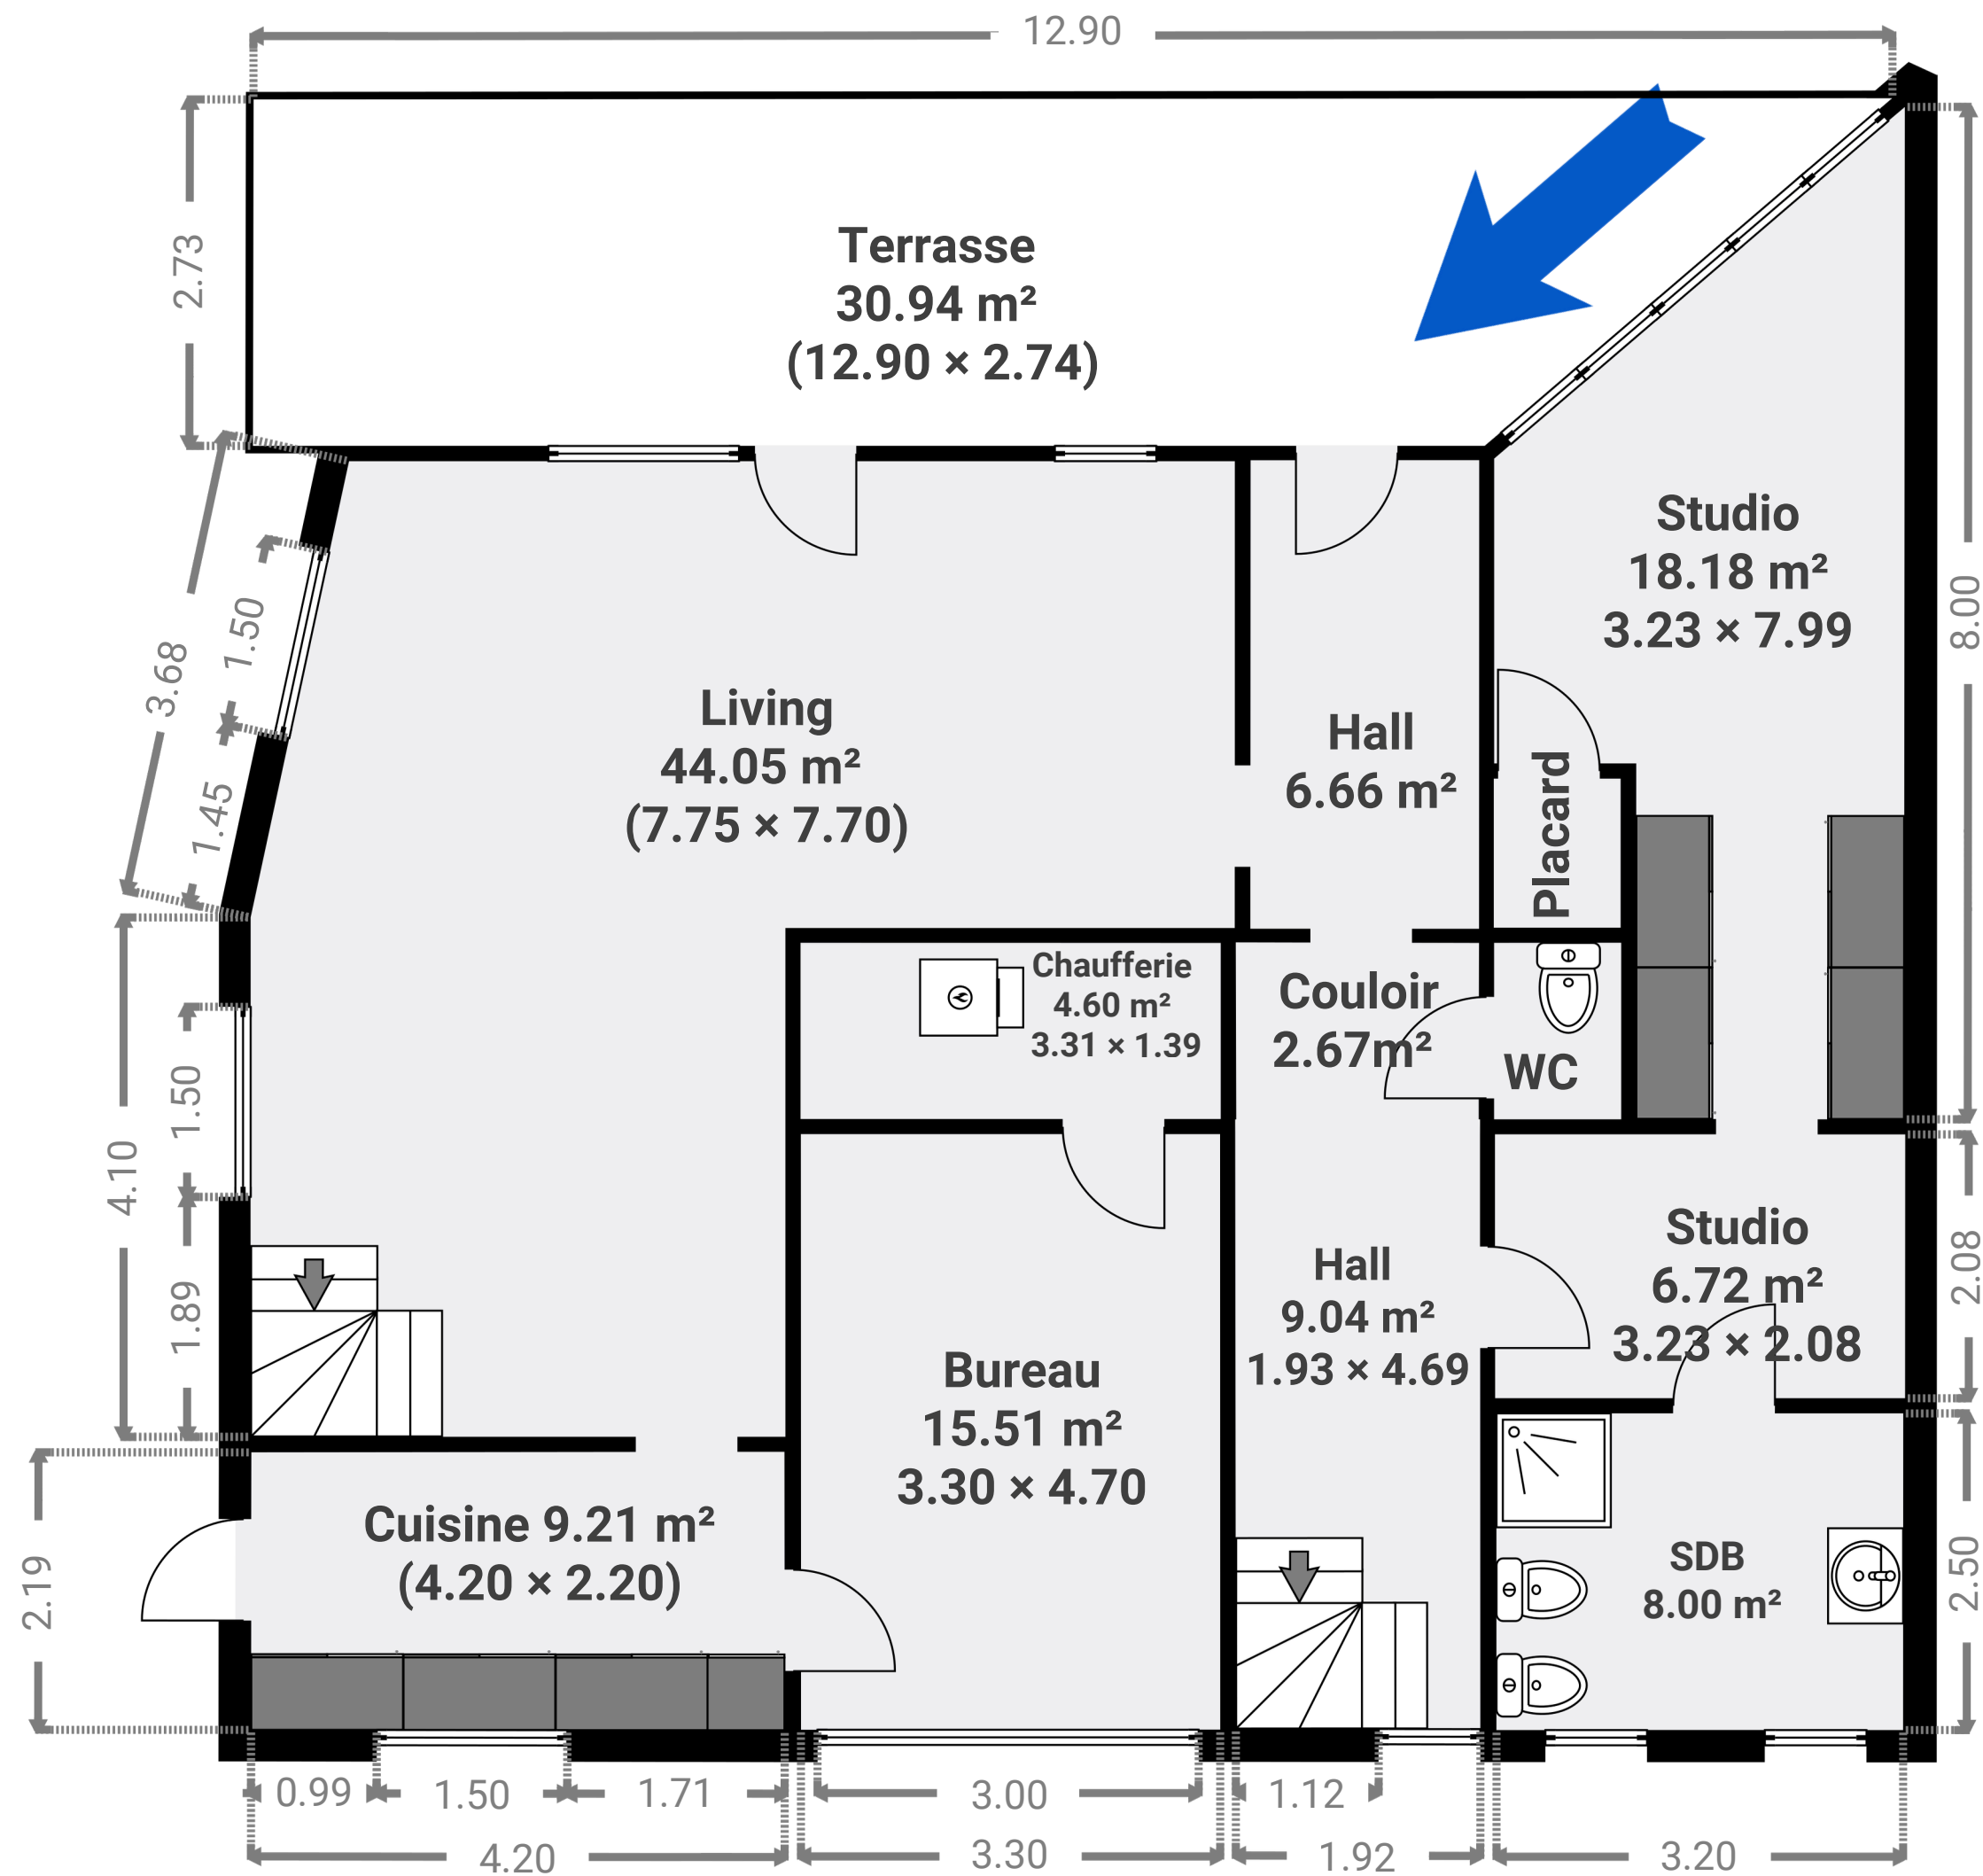 12.90
2.73
Terrasse
30.94 m²
(12.90 × 2.74)
8.00
Studio
18.18 m²
3.23 × 7.99
3.68
1.50
1.45
Living
44.05 m²
(7.75 × 7.70)
Hall
6.66 m²
Placard
Chaufferie
4.60 m²
3.31 × 1.39
Couloir
2.67m²
WC
4.10
1.50
1.89
Studio
6.72 m²
3.23 × 2.08
2.08
Hall
9.04 m²
1.93 × 4.69
Bureau
15.51 m²
3.30 × 4.70
Cuisine 9.21 m²
(4.20 × 2.20)
2.19
SDB
8.00 m²
2.50
0.99
1.50
1.71
3.00
1.12
4.20
3.30
1.92
3.20